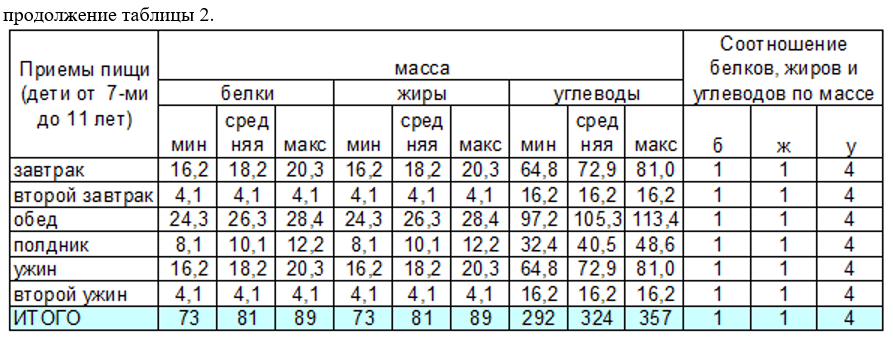 продолжение таблицы 2.
Приемы пищи (дети от 7-ми до 11 лет) масса Соотношение белков, жиров и углеводов по массе
белки жиры углеводы
мин сред няя макс мин сред няя макс мин сред няя макс б ж у
завтрак 16,2 18,2 20,3 16,2 18,2 20,3 64,8 72,9 81,0 1 1 4
второй завтрак 4,1 4,1 4,1 4,1 4,1 4,1 16,2 16,2 16,2 1 1 4
обед 24,3 26,3 28,4 24,3 26,3 28,4 97,2 105,3 113,4 1 1 4
полдник 8,1 10,1 12,2 8,1 10,1 12,2 32,4 40,5 48,6 1 1 4
ужин 16,2 18,2 20,3 16,2 18,2 20,3 64,8 72,9 81,0 1 1 4
второй ужин 4,1 4,1 4,1 4,1 4,1 4,1 16,2 16,2 16,2 1 1 4
ИТОГО 73 81 89 73 81 89 292 324 357 1 1 4